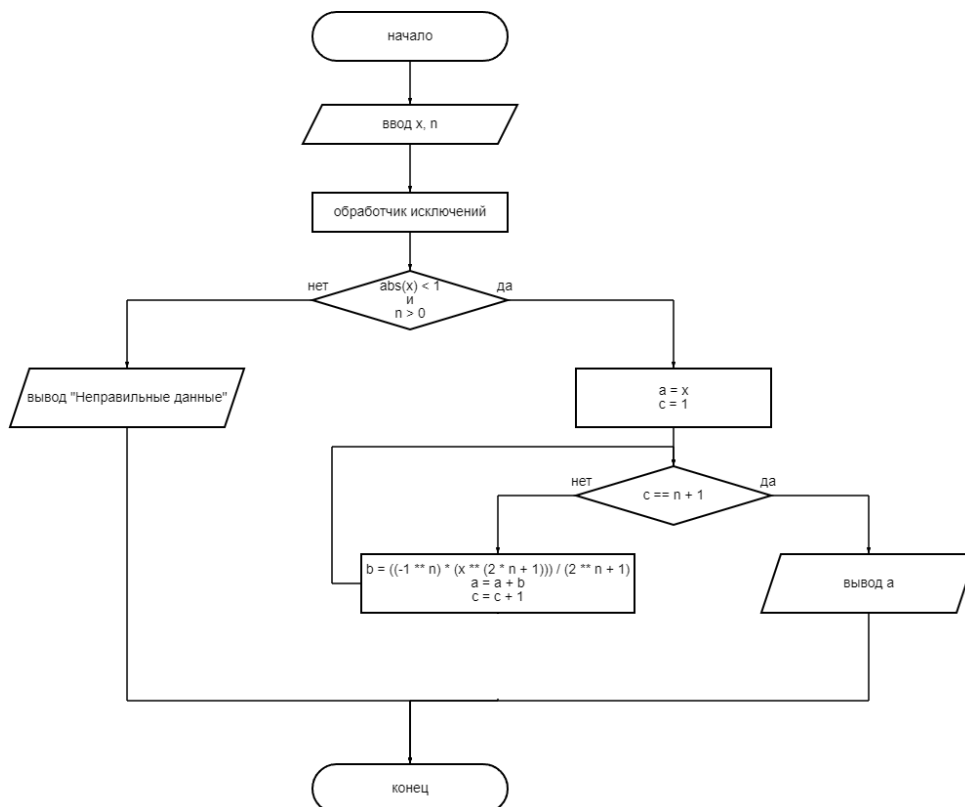 начало
ввод x, n
обработчик исключений
нет
abs(x) < 1
и
n > 0
да
вывод "Неправильные данные"
a = x
c = 1
нет
c == n + 1
да
b = ((-1 ** n) * (x ** (2 * n + 1))) / (2 ** n + 1)
a = a + b
c = c + 1
вывод a
конец